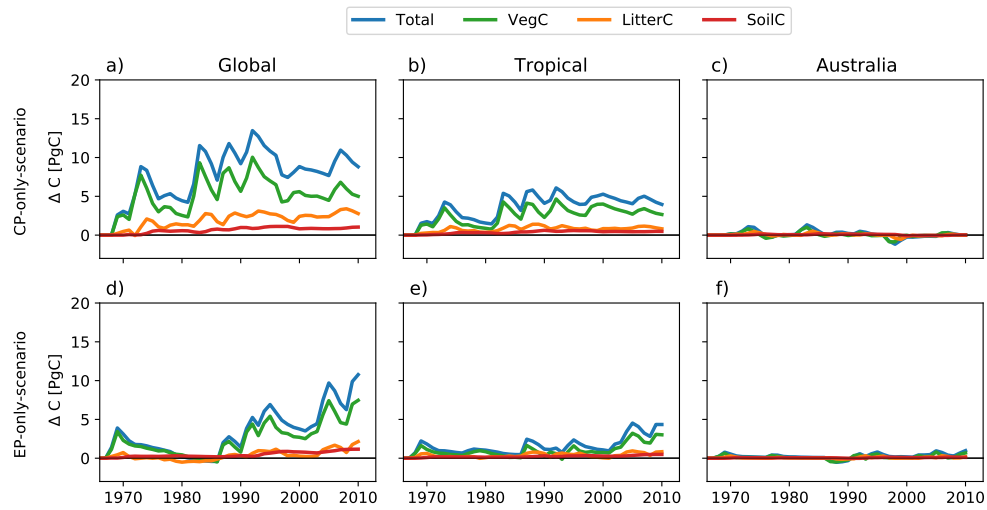 Total VegC LitterC SoilC
a) Global b) Tropical c) Australia
CP-only-scenario
Δ C [PgC]
20
15
10
5
0
d) e) f)
EP-only-scenario
Δ C [PgC]
20
15
10
5
0
1970 1980 1990 2000 2010 1970 1980 1990 2000 2010 1970 1980 1990 2000 2010